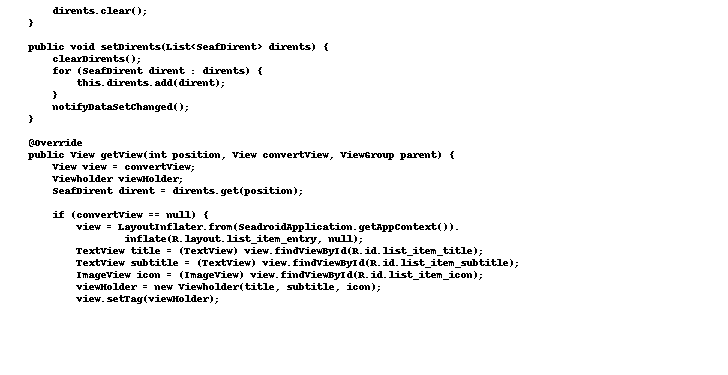 dirents.clear();
}
public void setDirents(List<SeafDirent> dirents) {
clearDirents();
for (SeafDirent dirent : dirents) {
this.dirents.add(dirent);
}
notifyDataSetChanged();
}
@Override
public View getView(int position, View convertView, ViewGroup parent) {
View view = convertView;
Viewholder viewHolder;
SeafDirent dirent = dirents.get(position);
if (convertView == null) {
view = LayoutInflater.from(SeadroidApplication.getAppContext()).
inflate(R.layout.list_item_entry, null);
TextView title = (TextView) view.findViewById(R.id.list_item_title);
TextView subtitle = (TextView) view.findViewById(R.id.list_item_subtitle);
ImageView icon = (ImageView) view.findViewById(R.id.list_item_icon);
viewHolder = new Viewholder(title, subtitle, icon);
view.setTag(viewHolder);